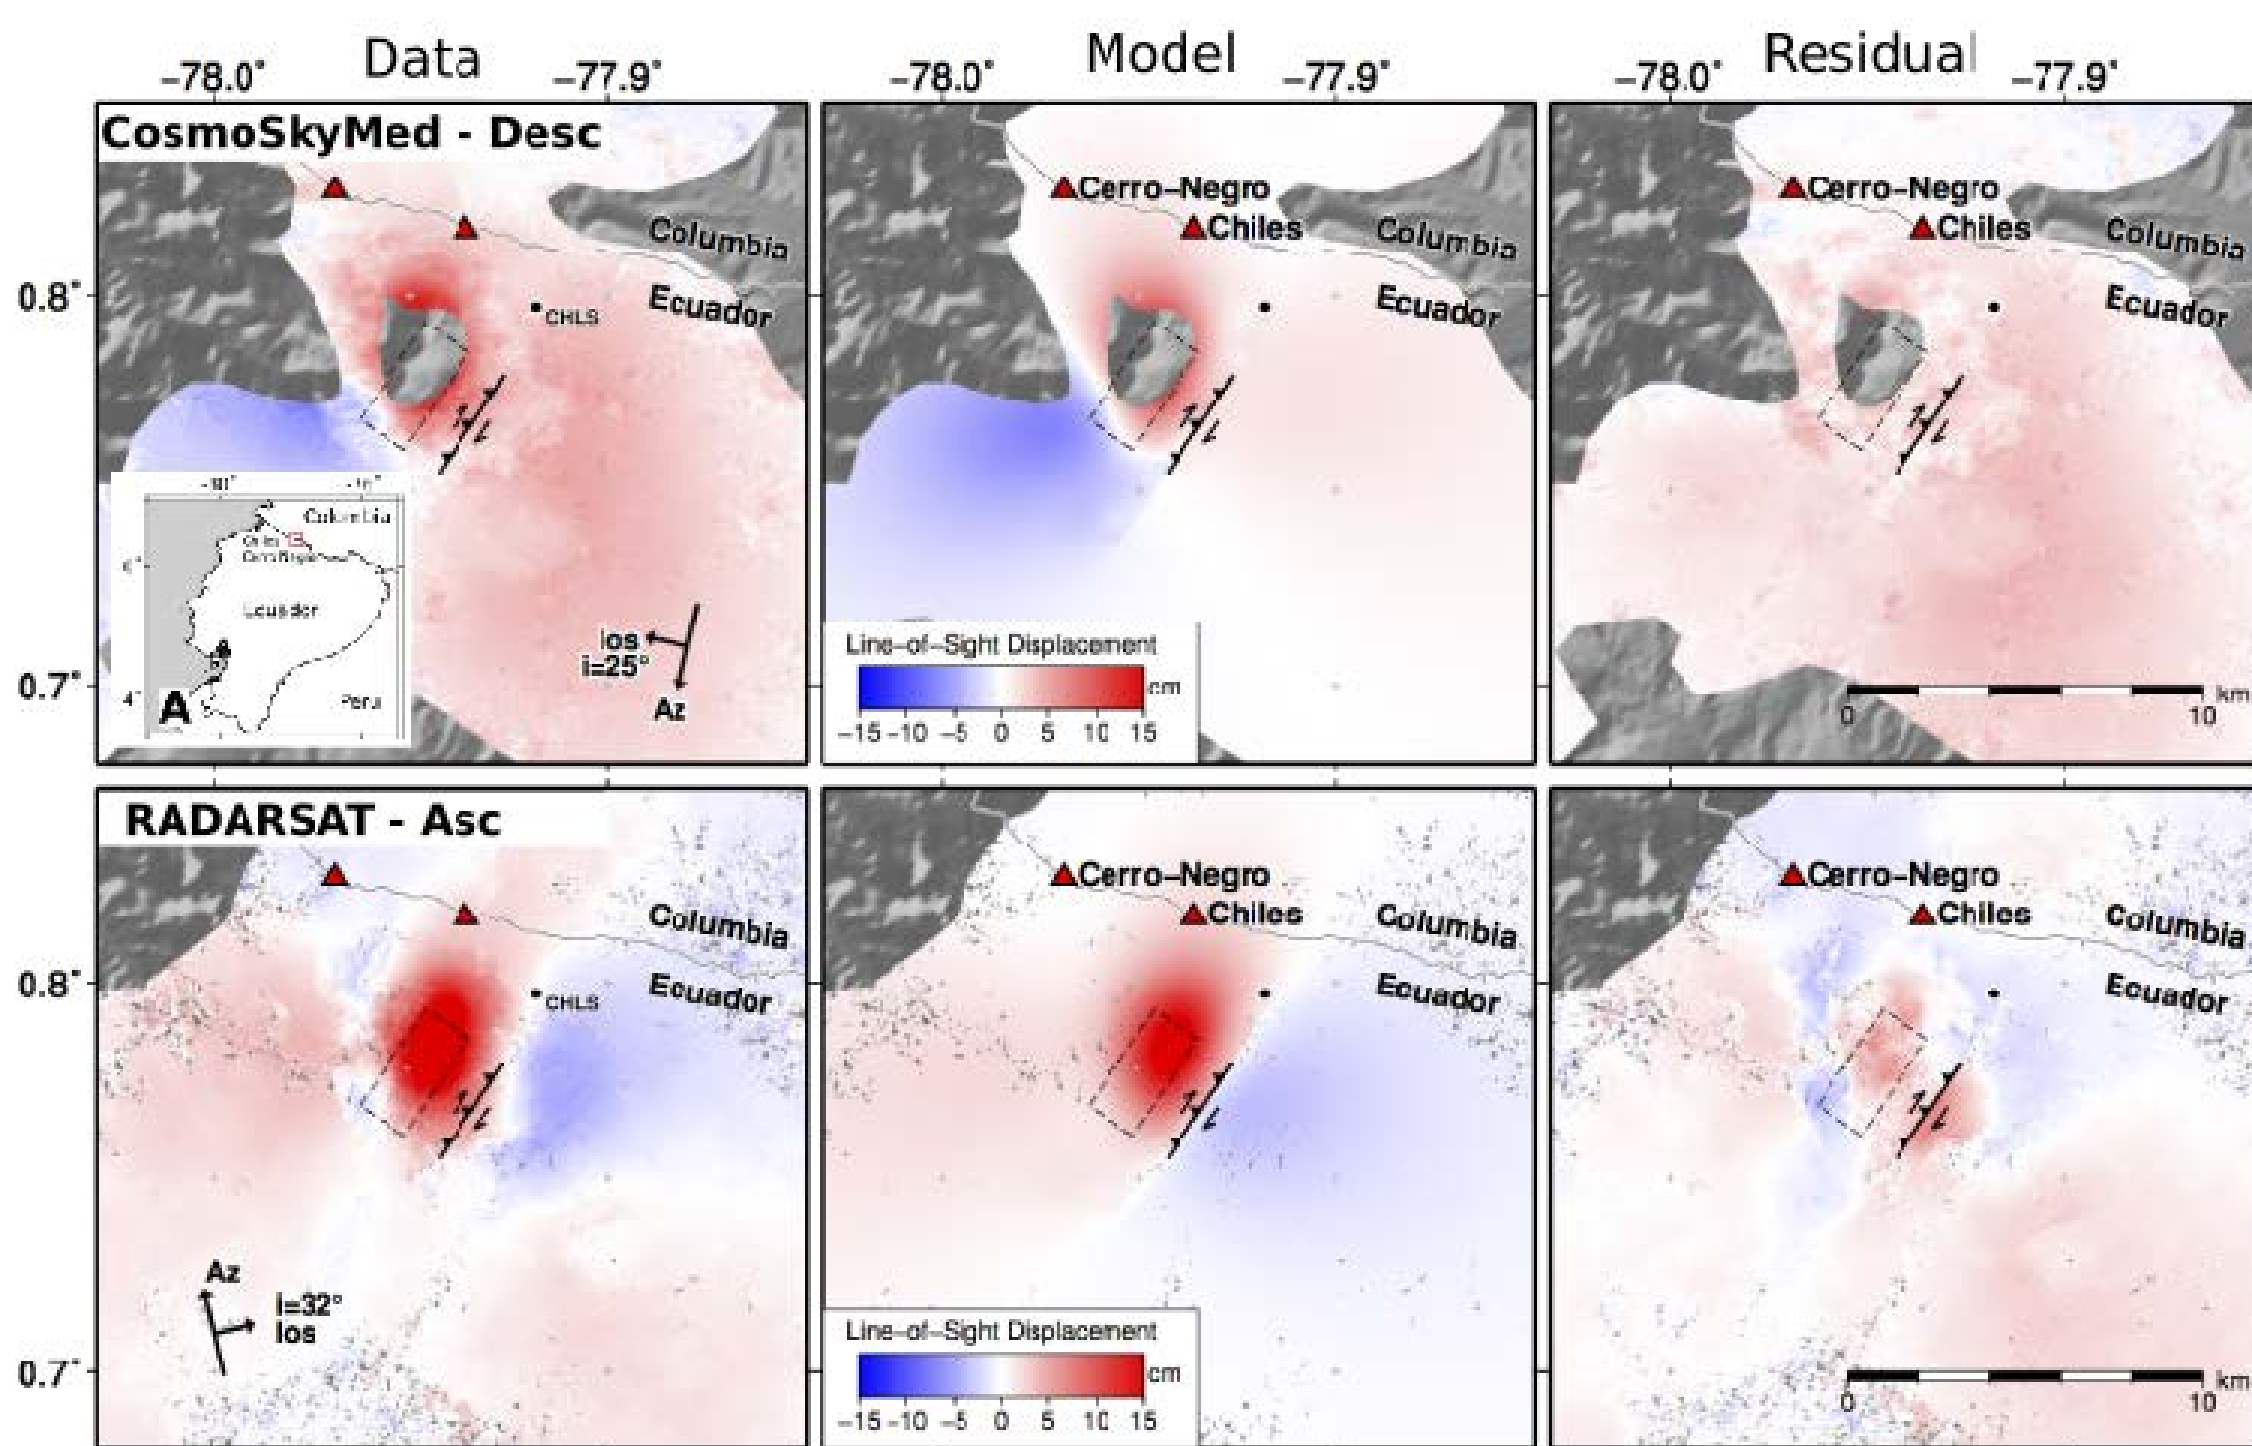 Data Model Residual
−78.0° −77.9° −78.0° −77.9° −78.0° −77.9°
CosmoSkyMed - Desc
Cerro−Negro
Cerro−Negro
Chiles
Chiles
Columbia
Columbia
Columbia
0.8°
CHLS
Ecuador
Ecuador
Ecuador
Columbia
Ecuador
Peru
A
los
i=25°
Az
0.7°
Line−of−Sight Displacement
cm
−15 −10 −5 0 5 10 15
km
0 10
RADARSAT - Asc
Cerro−Negro
Cerro−Negro
Chiles
Chiles
Columbia
Columbia
Columbia
0.8°
CHLS
Ecuador
Ecuador
Ecuador
Az
i=32°
los
0.7°
Line−of−Sight Displacement
cm
−15 −10 −5 0 5 10 15
km
0 10